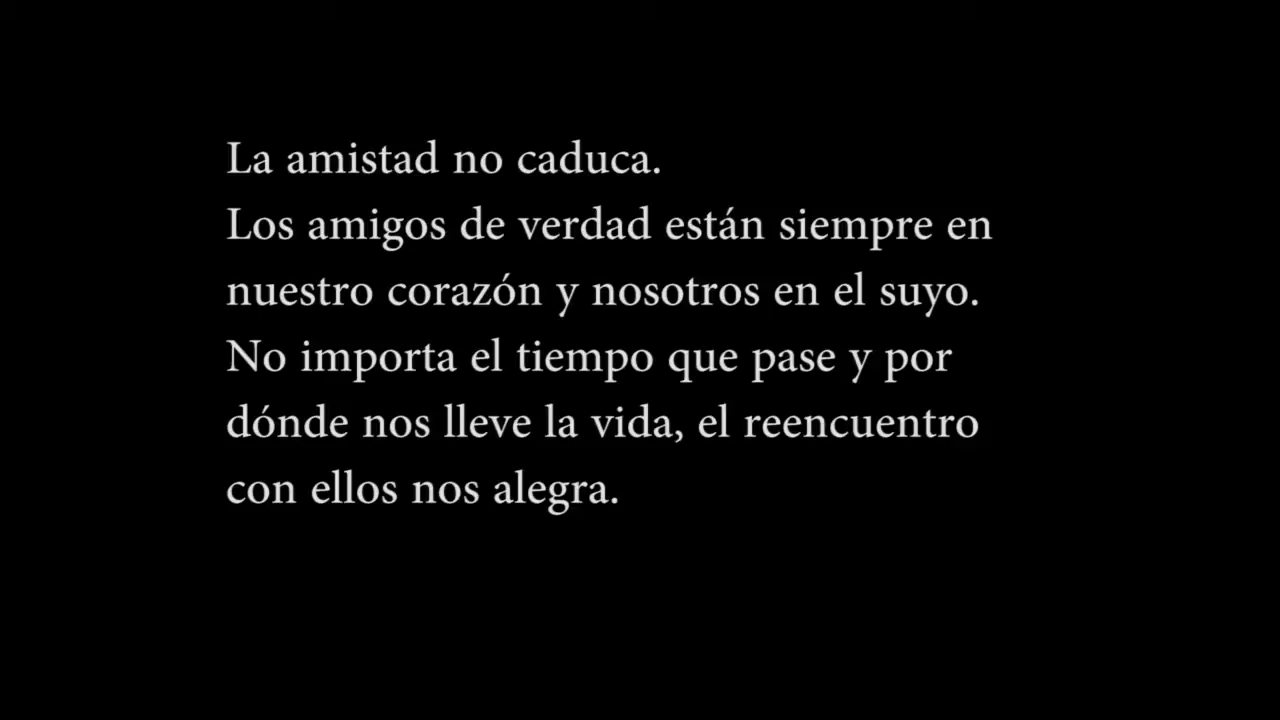 La amistad no caduca.
Los amigos de verdad están siempre en
nuestro corazón y nosotros en el suyo.
No importa el tiempo que pase y por
dónde nos lleve la vida, el reencuentro
con ellos nos alegra.